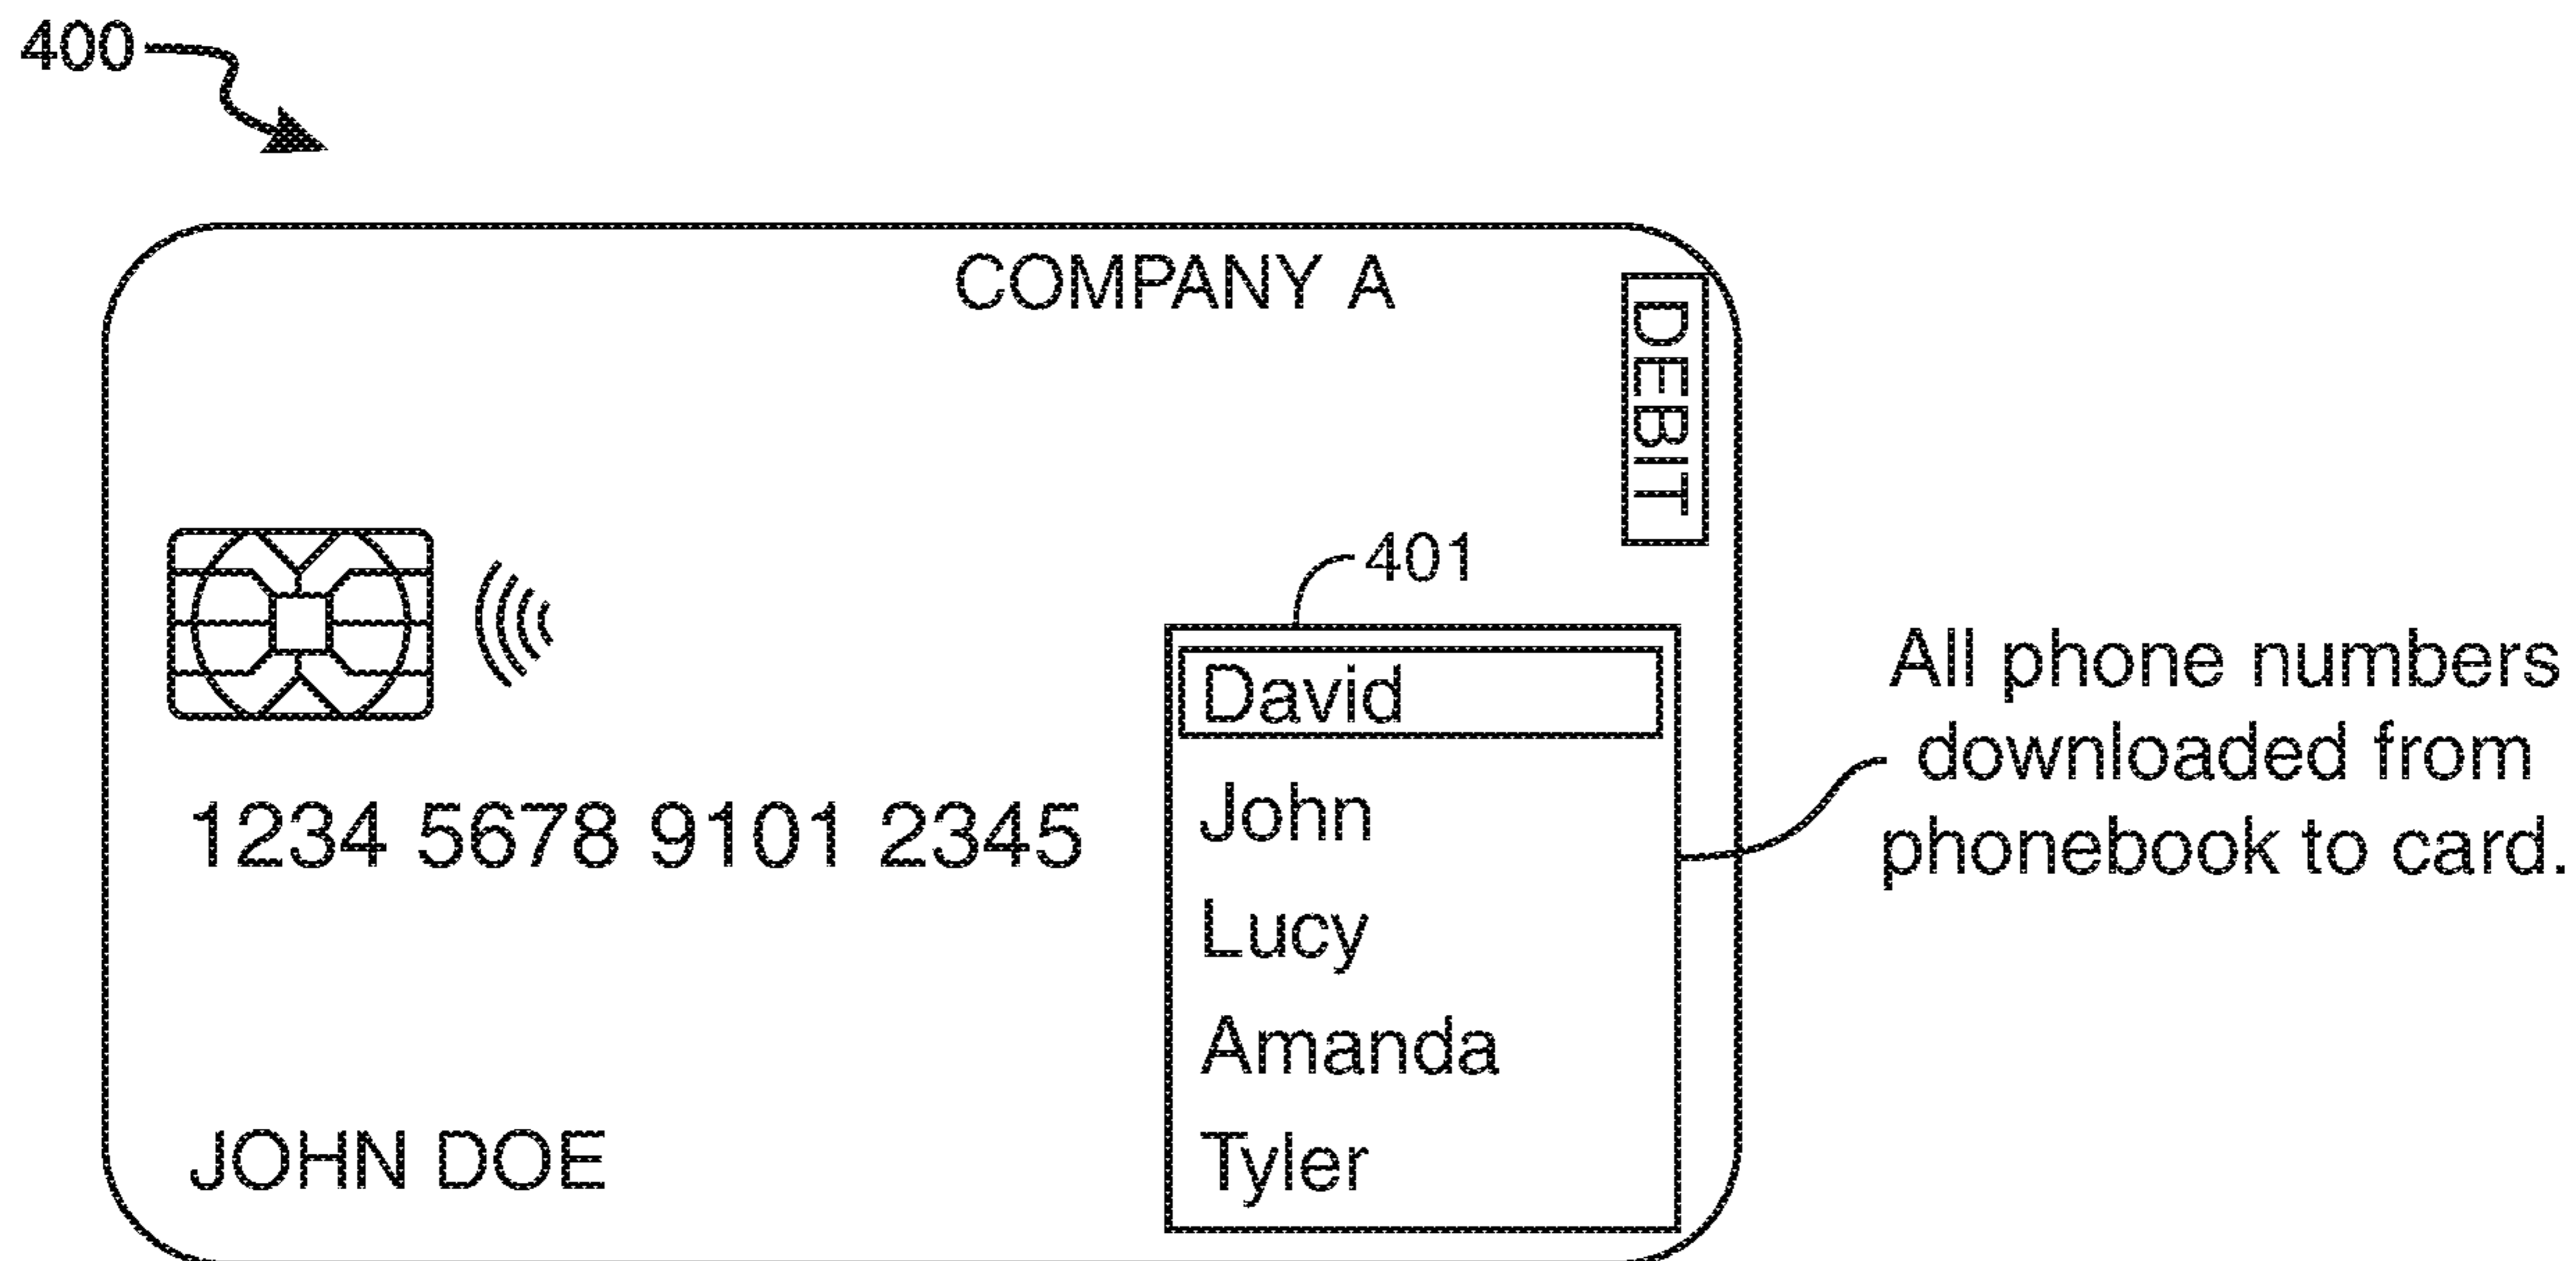 400
COMPANY A
DEBIT
401
David
John
Lucy
Amanda
Tyler
All phone numbers
downloaded from
phonebook to card.
1234 5678 9101 2345
JOHN DOE